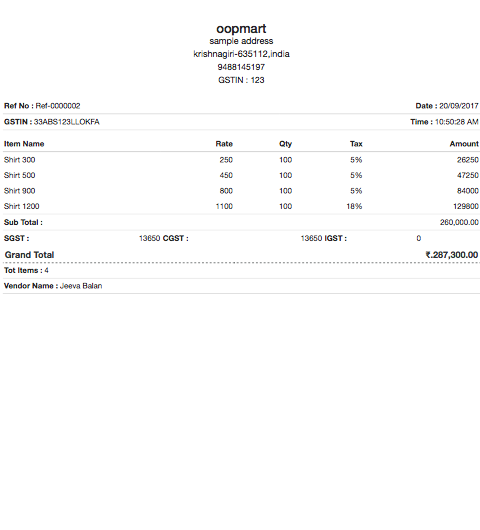 oopmart
sample address
krishnagiri-635112,india
9488145197
GSTIN : 123
Ref No : Ref-0000002 Date : 20/09/2017
GSTIN : 33ABS123LLOKFA Time : 10:50:28 AM
Item Name Rate Qty Tax Amount
Shirt 300 250 100 5% 26250
Shirt 500 450 100 5% 47250
Shirt 900 800 100 5% 84000
Shirt 1200 1100 100 18% 129800
Sub Total : 260,000.00
SGST : 13650 CGST : 13650 IGST : 0
Grand Total ₹.287,300.00
Tot Items : 4
Vendor Name : Jeeva Balan